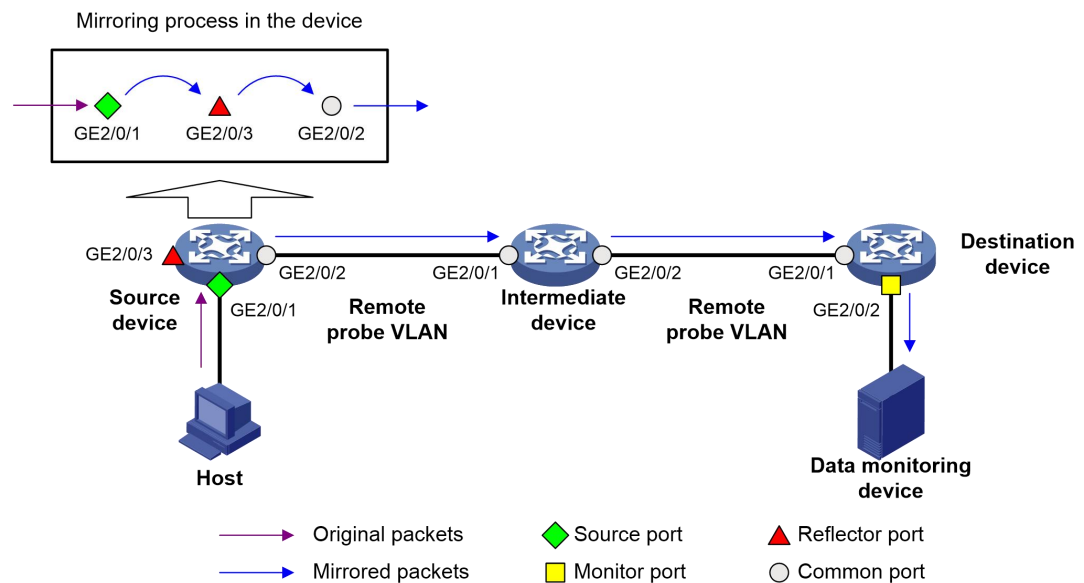 Mirroring process in the device
GE2/0/1 GE2/0/3 GE2/0/2
GE2/0/3
GE2/0/2 GE2/0/1
GE2/0/2 GE2/0/1
Destination
device
Source
device
GE2/0/1
Remote
probe VLAN
Intermediate
device
Remote
probe VLAN
GE2/0/2
Host
Data monitoring
device
Original packets Source port Reflector port
Mirrored packets Monitor port Common port